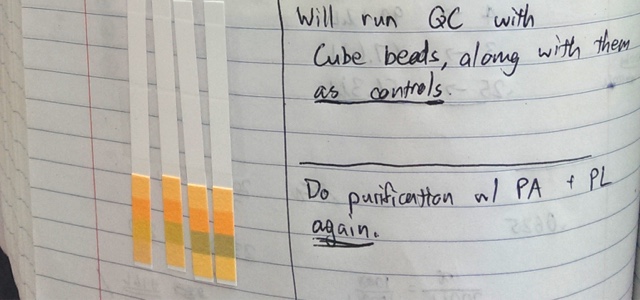 Will run QC with
Cube beads, along with them
as controls.
Do purification w/ PA + PL
again.